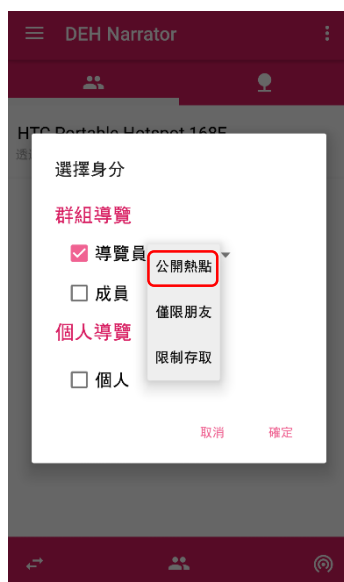 DEH Narrator
HTC Portable Hotspot 168F
選擇身分
群組導覽
導覽員
公開熱點
成員
僅限朋友
個人導覽
限制存取
個人
取消
確定